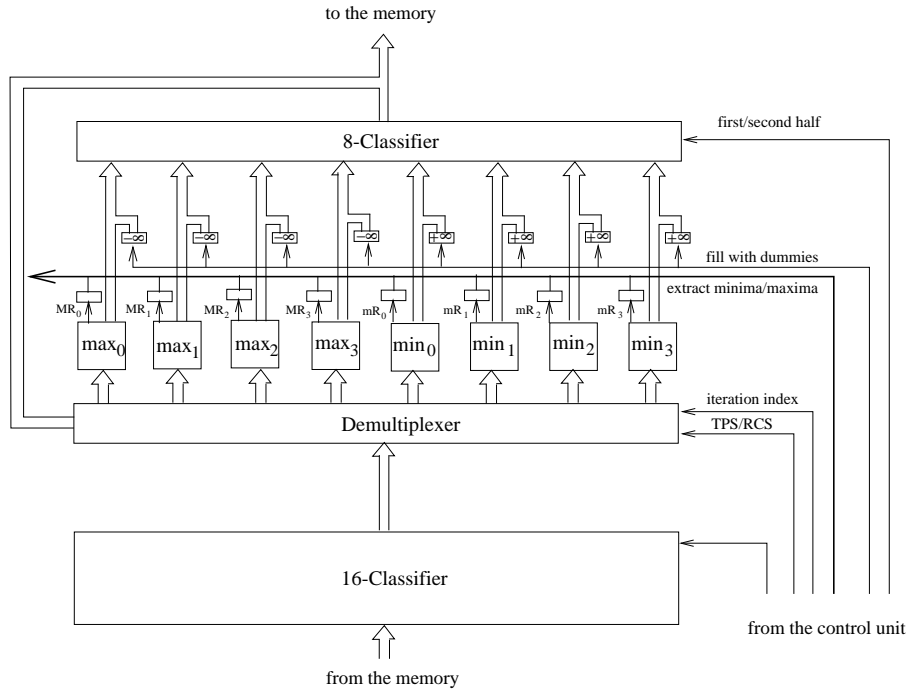 to the memory
first/second half
8-Classifier
−∞ −∞ −∞ −∞ +∞ +∞ +∞ +∞
fill with dummies
extract minima/maxima
MR0 MR1 MR2 MR3 mR0 mR1 mR2 mR3
max0 max1 max2 max3 min0 min1 min2 min3
iteration index
Demultiplexer
TPS/RCS
16-Classifier
from the control unit
from the memory